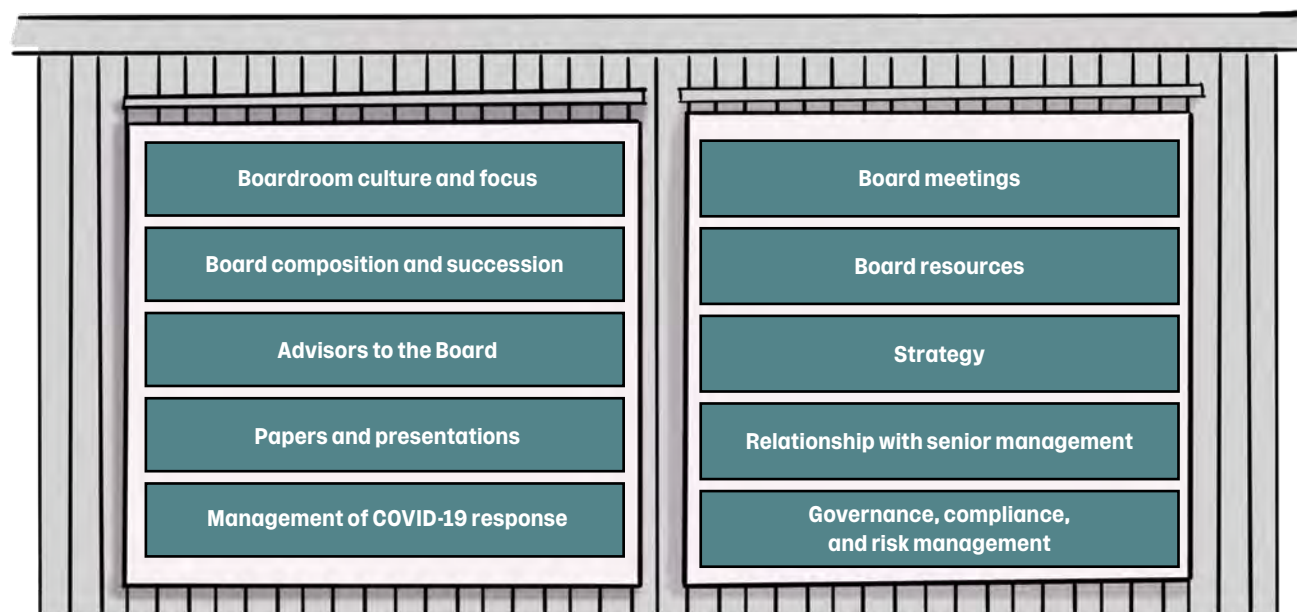 Boardroom culture and focus
Board composition and succession
Advisors to the Board
Papers and presentations
Management of COVID-19 response
Board meetings
Board resources
Strategy
Relationship with senior management
Governance, compliance,
and risk management